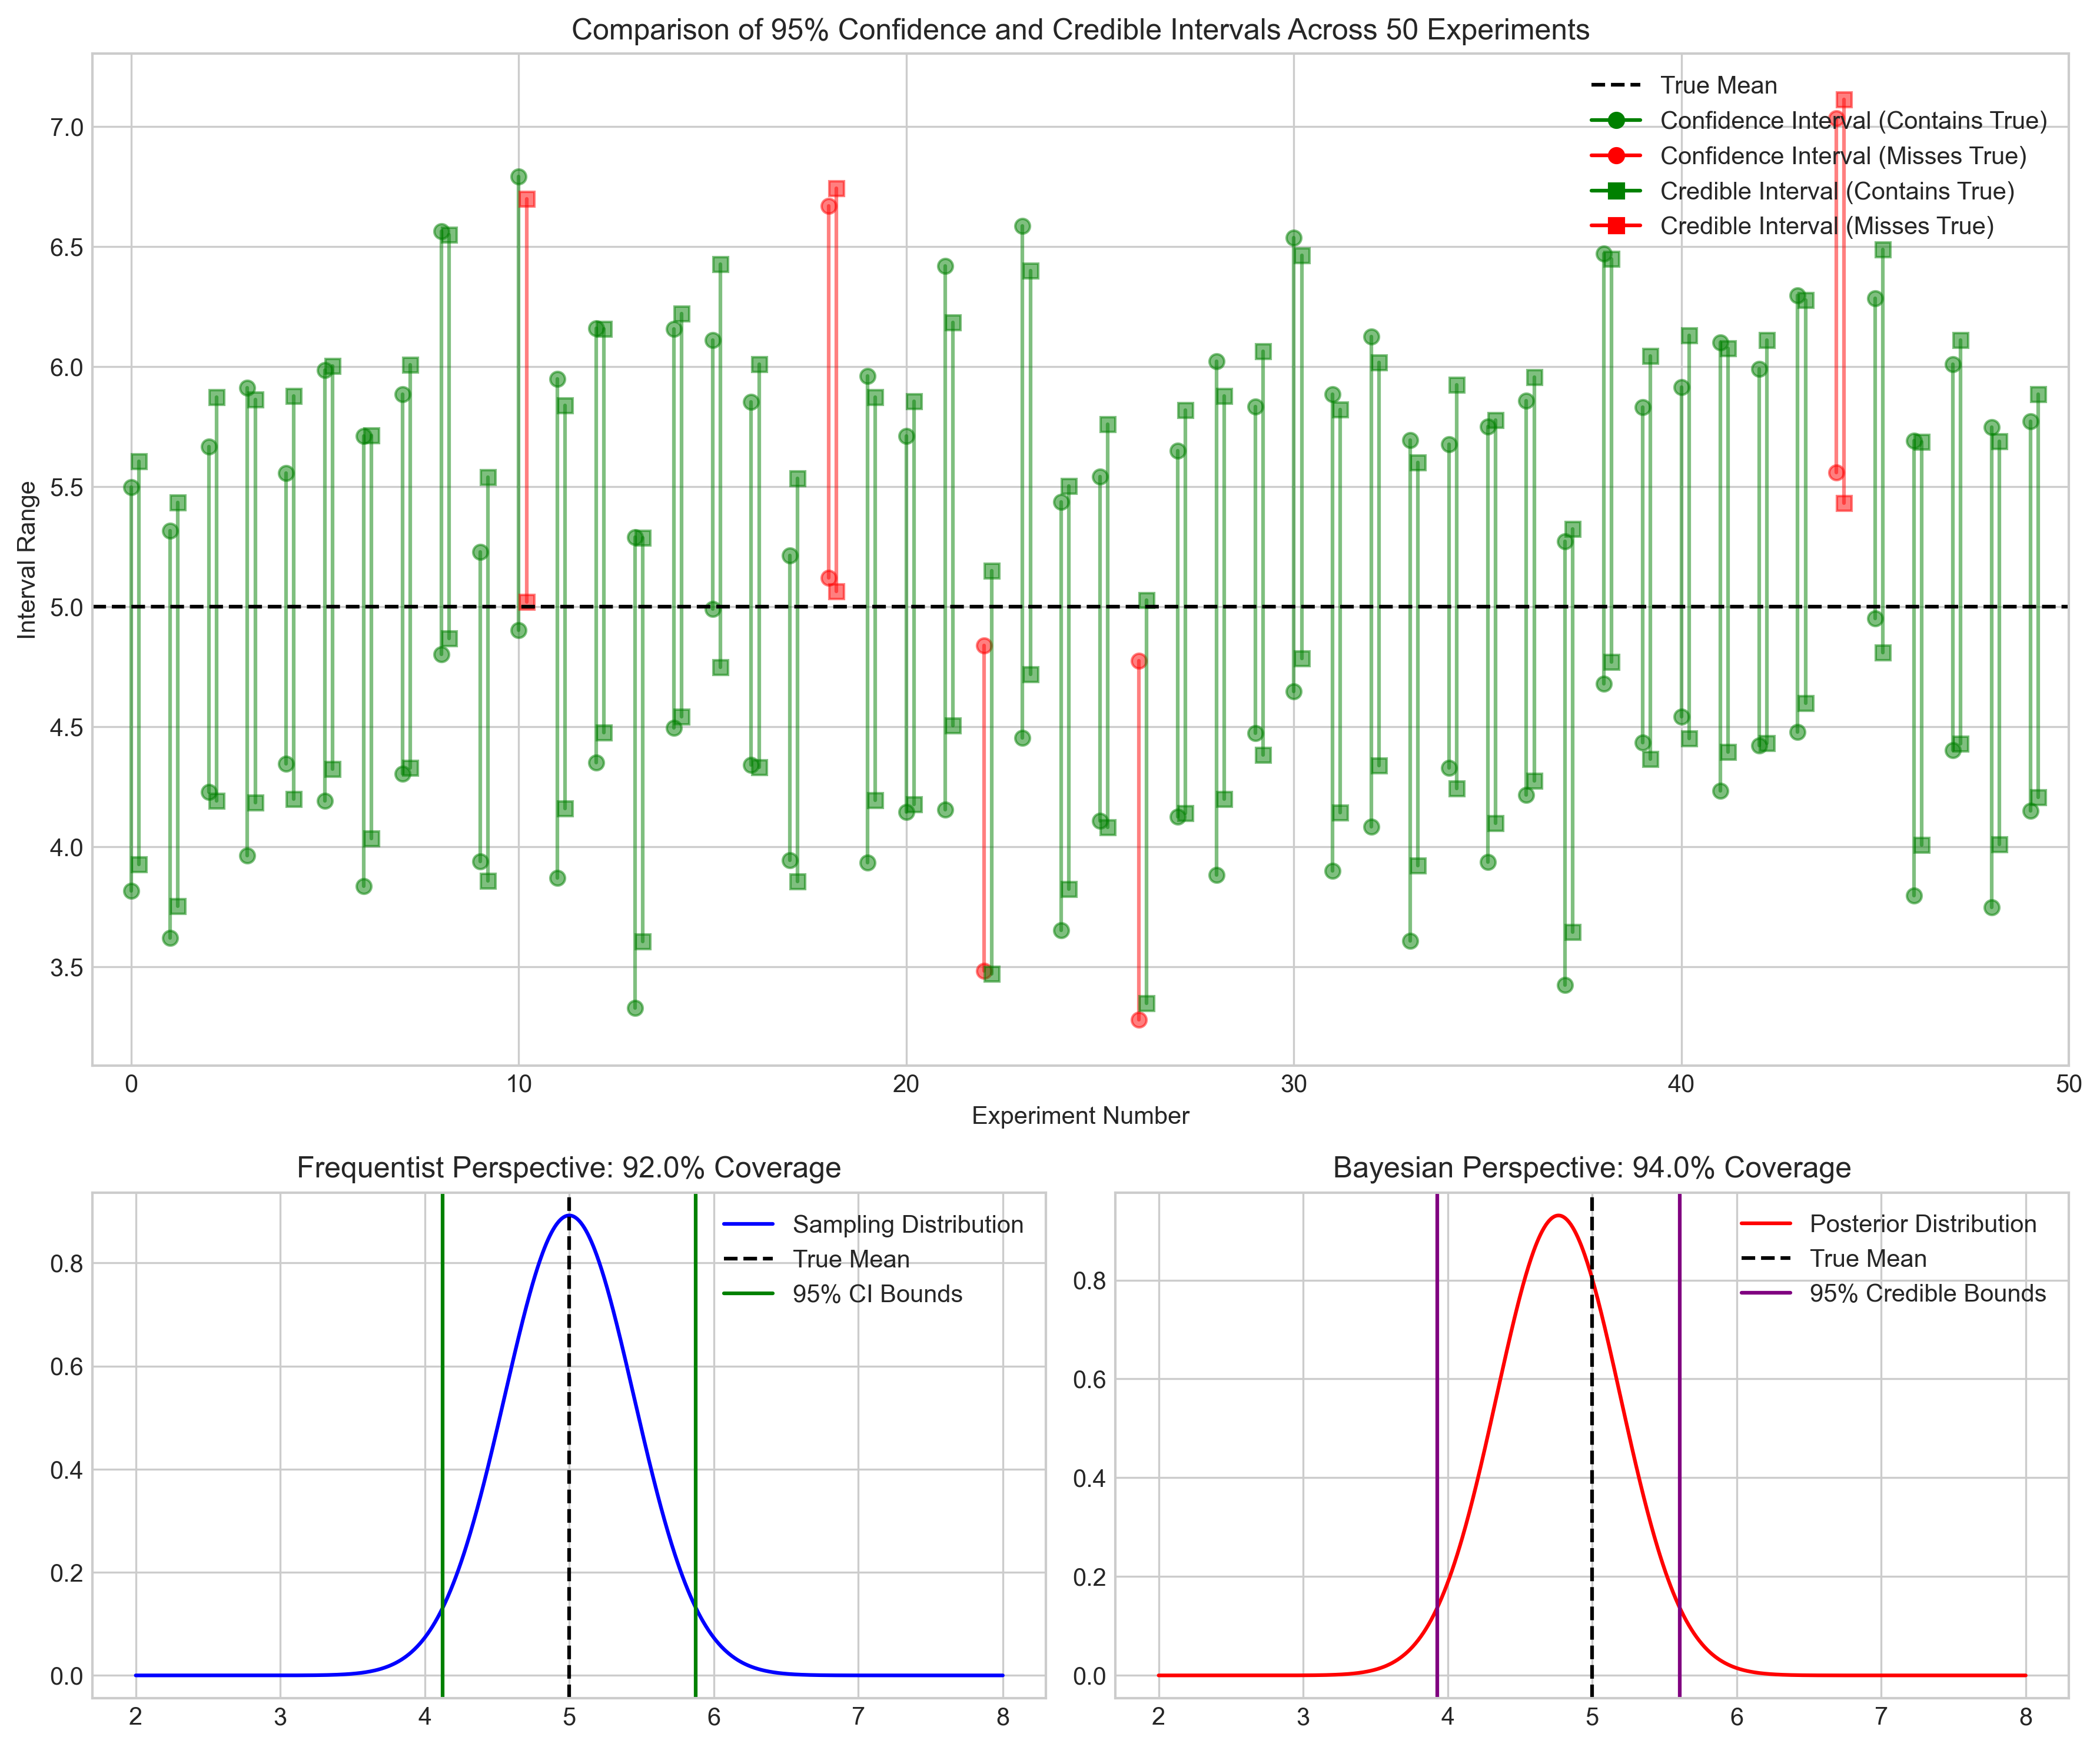 Comparison of 95% Confidence and Credible Intervals Across 50 Experiments
True Mean
Confidence Interval (Contains True)
Confidence Interval (Misses True)
Credible Interval (Contains True)
Credible Interval (Misses True)
Interval Range
7.0
6.5
6.0
5.5
5.0
4.5
4.0
3.5
0 10 20 30 40 50
Experiment Number
Frequentist Perspective: 92.0% Coverage
Sampling Distribution
True Mean
95% CI Bounds
0.8
0.6
0.4
0.2
0.0
2 3 4 5 6 7 8
Bayesian Perspective: 94.0% Coverage
Posterior Distribution
True Mean
95% Credible Bounds
0.8
0.6
0.4
0.2
0.0
2 3 4 5 6 7 8